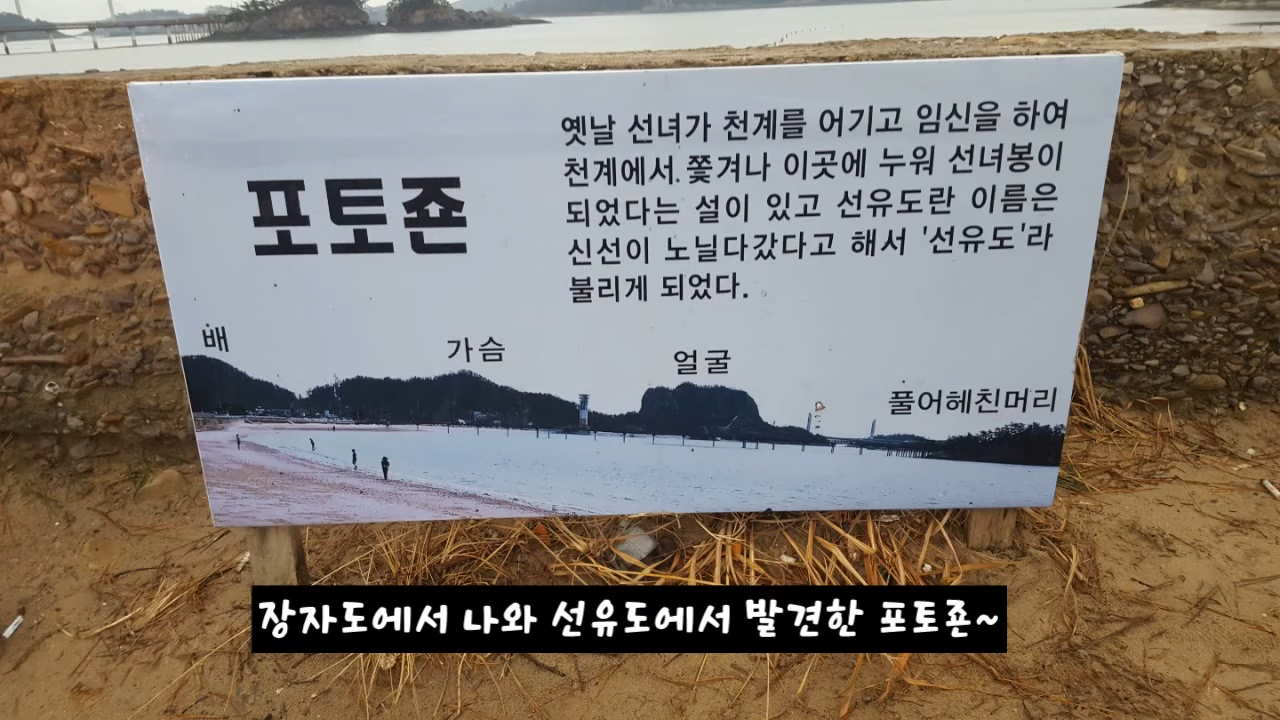 포토죤
옛날 선녀가 천계를 어기고 임신을 하여
천계에서 쫓겨나 이곳에 누워 선녀봉이
되었다는 설이 있고 선유도란 이름은
신선이 노닐다갔다고 해서 '선유도'라
불리게 되었다.
배
가슴
얼굴
풀어헤친머리
장자도에서 나와 선유도에서 발견한 포토죤~